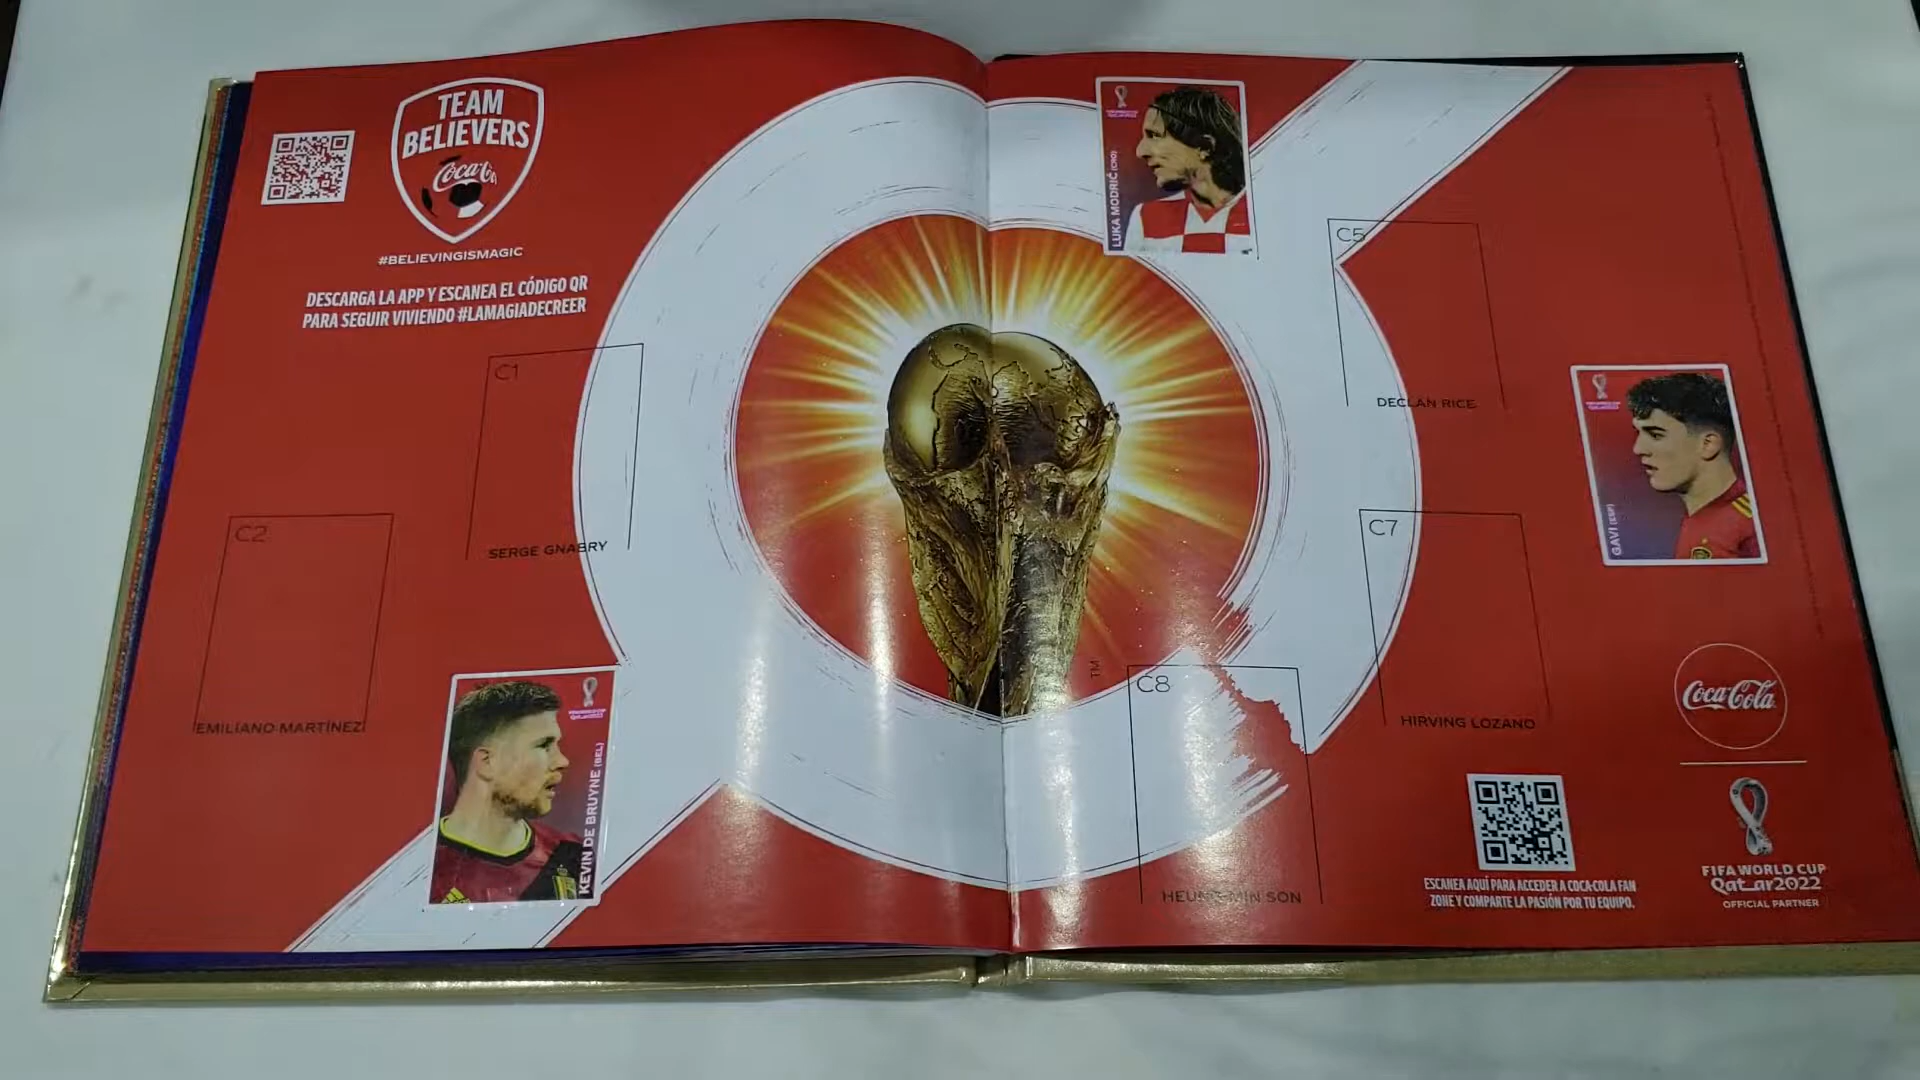 TEAM
BELIEVERS
Coca-Co
#BELIEVINGISMAGIC
DESCARGA LA APP Y ESCANEA EL CÓDIGO QR
PARA SEGUIR VIVIENDO #LAMAGIADECREER
C1
SERGE GNABRY
C2
EMILIANO MARTÍNEZ
KEVIN DE BRUYNE (BEL)
LUKA MODRIĆ (CRO)
C5
DECLAN RICE
GAVI (ESP)
C7
HIRVING LOZANO
TM
C8
HEUNG-MIN SON
Coca-Cola
ESCANEA AQUÍ PARA ACCEDER A COCA-COLA FAN
ZONE Y COMPARTE LA PASIÓN POR TU EQUIPO.
FIFA WORLD CUP
Qatar2022
OFFICIAL PARTNER